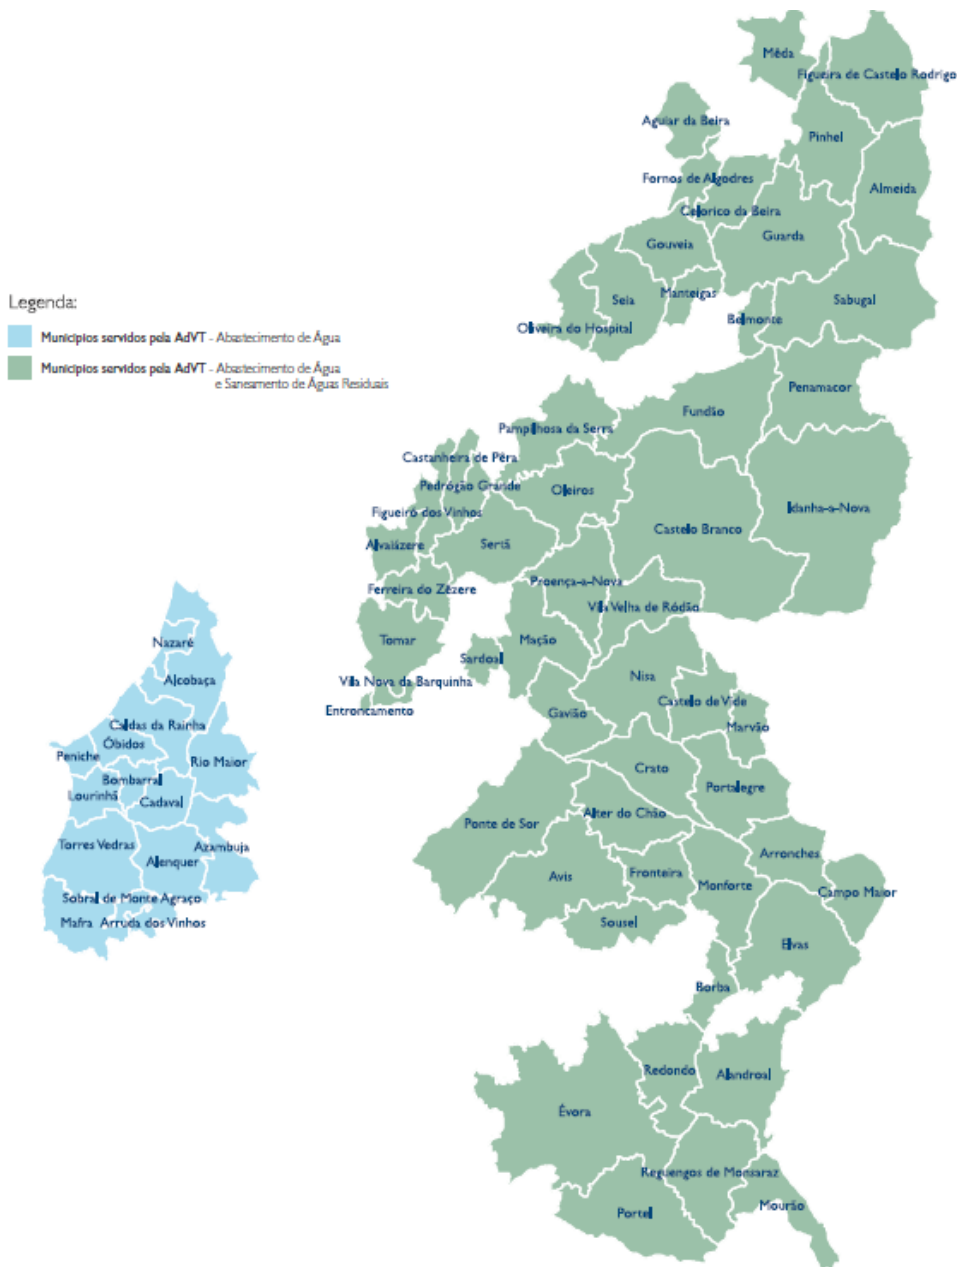 Mêda
Figueira de Castelo Rodrigo
Aguiar da Beira
Pinhel
Fornos de Algodres
Almeida
Celorico da Beira
Guarda
Gouveia
Legenda:
Manteigas
Seia
Sabugal
Belmonte
Oliveira do Hospital
Municípios servidos pela AdVT - Abastecimento de Água
Municípios servidos pela AdVT - Abastecimento de Água
e Saneamento de Águas Residuais
Penamacor
Fundão
Pampilhosa da Serra
Castanheira de Pêra
Pedrógão Grande
Oleiros
Idanha-a-Nova
Figueiró dos Vinhos
Castelo Branco
Alvaiázere
Sertã
Proença-a-Nova
Ferreira do Zêzere
Vila Velha de Ródão
Tomar
Mação
Nazaré
Sardoal
Nisa
Alcobaça
Vila Nova da Barquinha
Castelo de Vide
Entroncamento
Gavião
Marvão
Caldas da Rainha
Óbidos
Peniche
Rio Maior
Crato
Bombarral
Portalegre
Lourinhã
Cadaval
Alter do Chão
Ponte de Sor
Torres Vedras
Azambuja
Arronches
Alenquer
Fronteira
Avis
Monforte
Campo Maior
Sobral de Monte Agraço
Mafra
Arruda dos Vinhos
Sousel
Elvas
Borba
Redondo
Alandroal
Évora
Reguengos de Monsaraz
Mourão
Portel